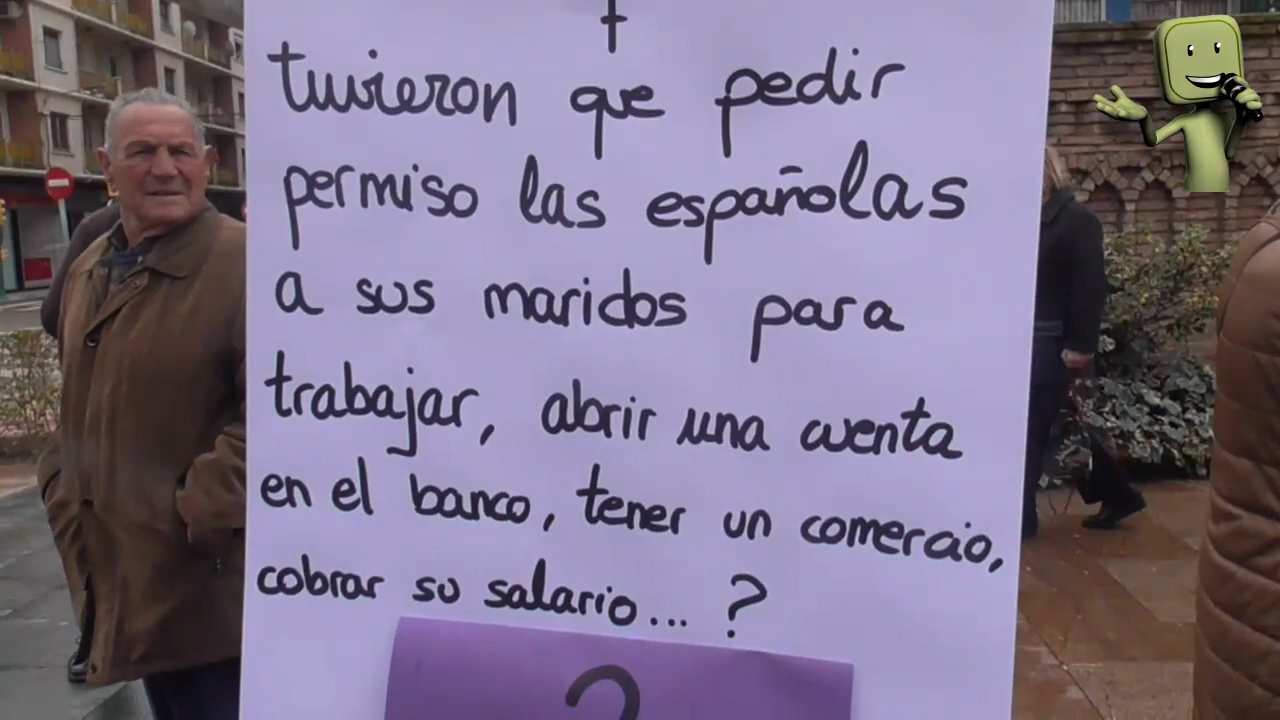 tuvieron que pedir
permiso las españolas
a sus maridos para
trabajar, abrir una cuenta
en el banco, tener un comercio,
cobrar su salario... ?
?